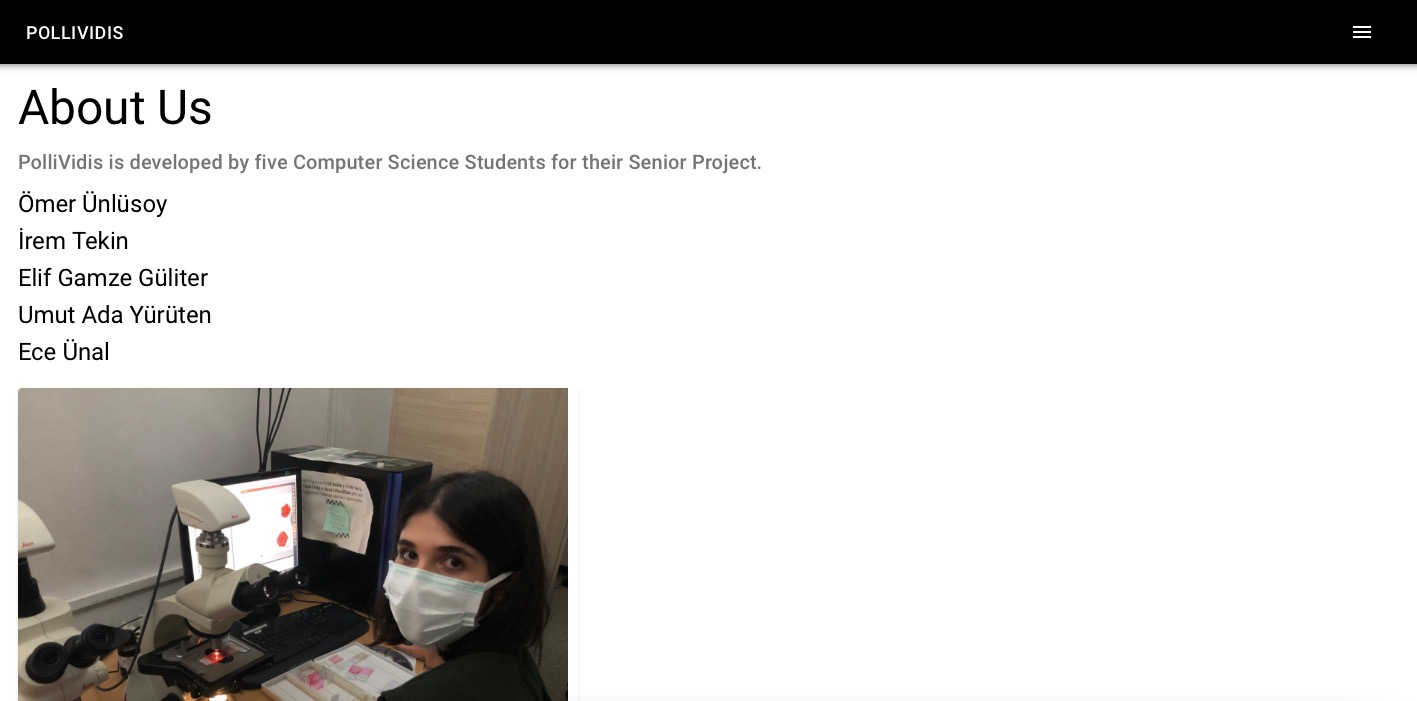 POLLIVIDIS
About Us
PolliVidis is developed by five Computer Science Students for their Senior Project.
Ömer Ünlüsoy
İrem Tekin
Elif Gamze Güliter
Umut Ada Yürüten
Ece Ünal